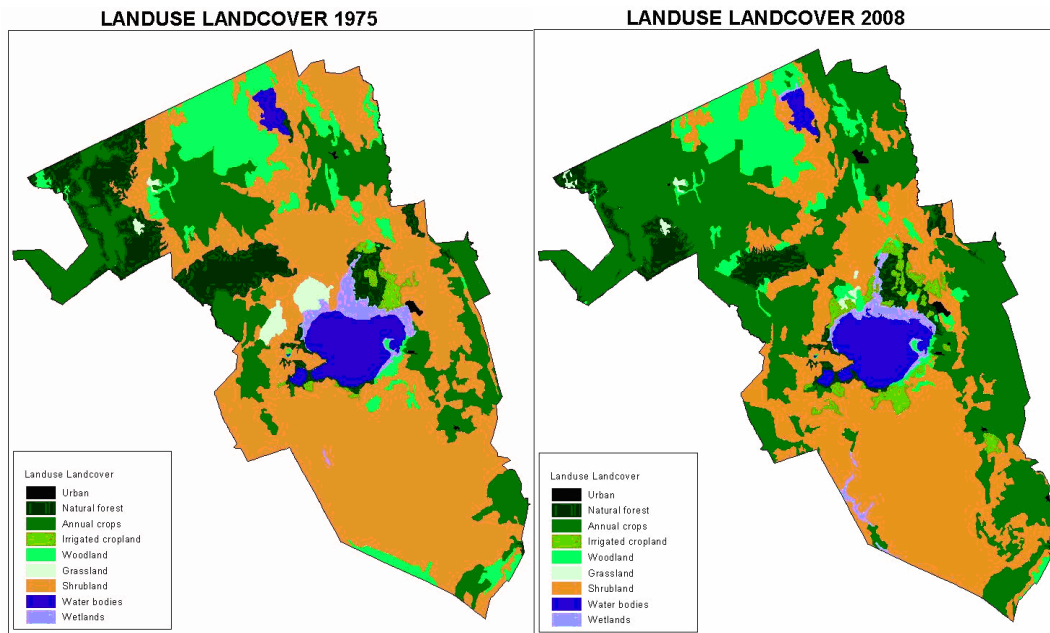 LANDUSE LANDCOVER 1975
LANDUSE LANDCOVER 2008
Landuse Landcover
Urban
Natural forest
Annual crops
Irrigated cropland
Woodland
Grassland
Shrubland
Water bodies
Wetlands
Landuse Landcover
Urban
Natural forest
Annual crops
Irrigated cropland
Woodland
Grassland
Shrubland
Water bodies
Wetlands